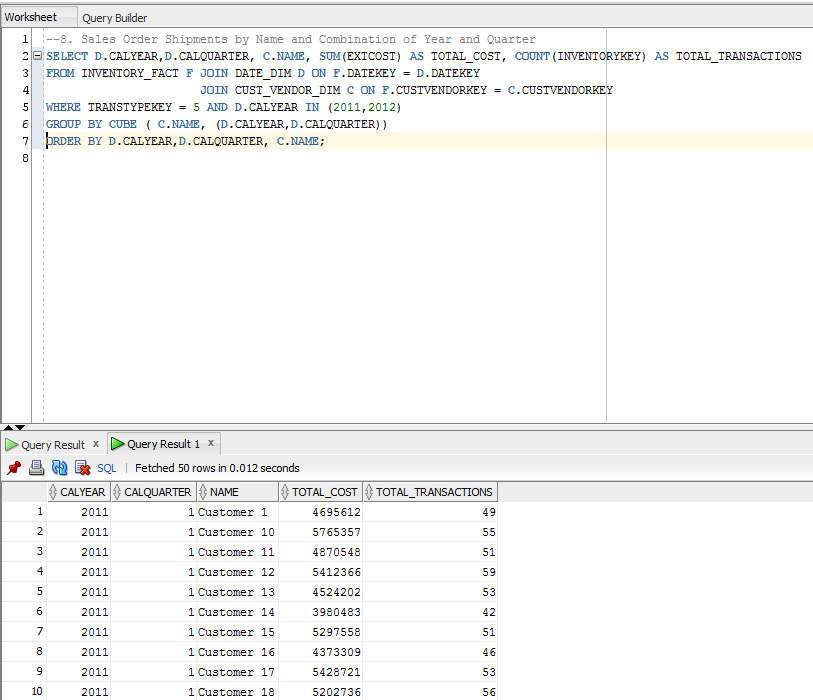 Worksheet Query Builder
1 --8. Sales Order Shipments by Name and Combination of Year and Quarter
2 SELECT D.CALYEAR,D.CALQUARTER, C.NAME, SUM(EXTCOST) AS TOTAL_COST, COUNT(INVENTORYKEY) AS TOTAL_TRANSACTIONS
3 FROM INVENTORY_FACT F JOIN DATE_DIM D ON F.DATEKEY = D.DATEKEY
4 JOIN CUST_VENDOR_DIM C ON F.CUSTVENDORKEY = C.CUSTVENDORKEY
5 WHERE TRANSTYPEKEY = 5 AND D.CALYEAR IN (2011,2012)
6 GROUP BY CUBE ( C.NAME, (D.CALYEAR,D.CALQUARTER))
7 ORDER BY D.CALYEAR,D.CALQUARTER, C.NAME;
8
Query Result x Query Result 1 x
SQL | Fetched 50 rows in 0.012 seconds
CALYEAR CALQUARTER NAME TOTAL_COST TOTAL_TRANSACTIONS
1 2011 1 Customer 1 4695612 49
2 2011 1 Customer 10 5765357 55
3 2011 1 Customer 11 4870548 51
4 2011 1 Customer 12 5412366 59
5 2011 1 Customer 13 4524202 53
6 2011 1 Customer 14 3980483 42
7 2011 1 Customer 15 5297558 51
8 2011 1 Customer 16 4373309 46
9 2011 1 Customer 17 5428721 53
10 2011 1 Customer 18 5202736 56